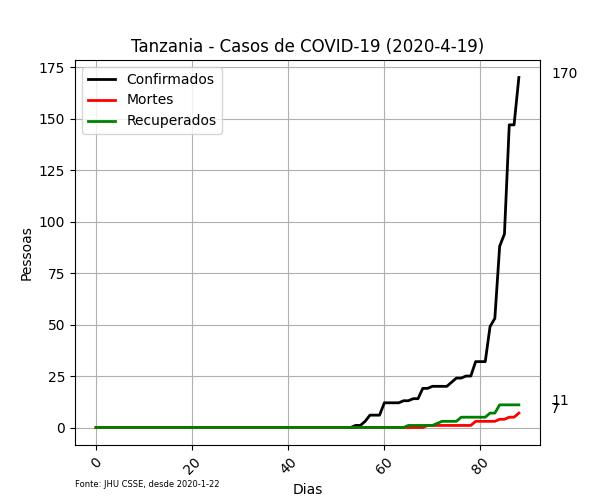 Tanzania - Casos de COVID-19 (2020-4-19)
Confirmados
Mortes
Recuperados
175
150
125
100
75
50
25
0
Pessoas
170
11
7
0
20
40
60
80
Dias
Fonte: JHU CSSE, desde 2020-1-22